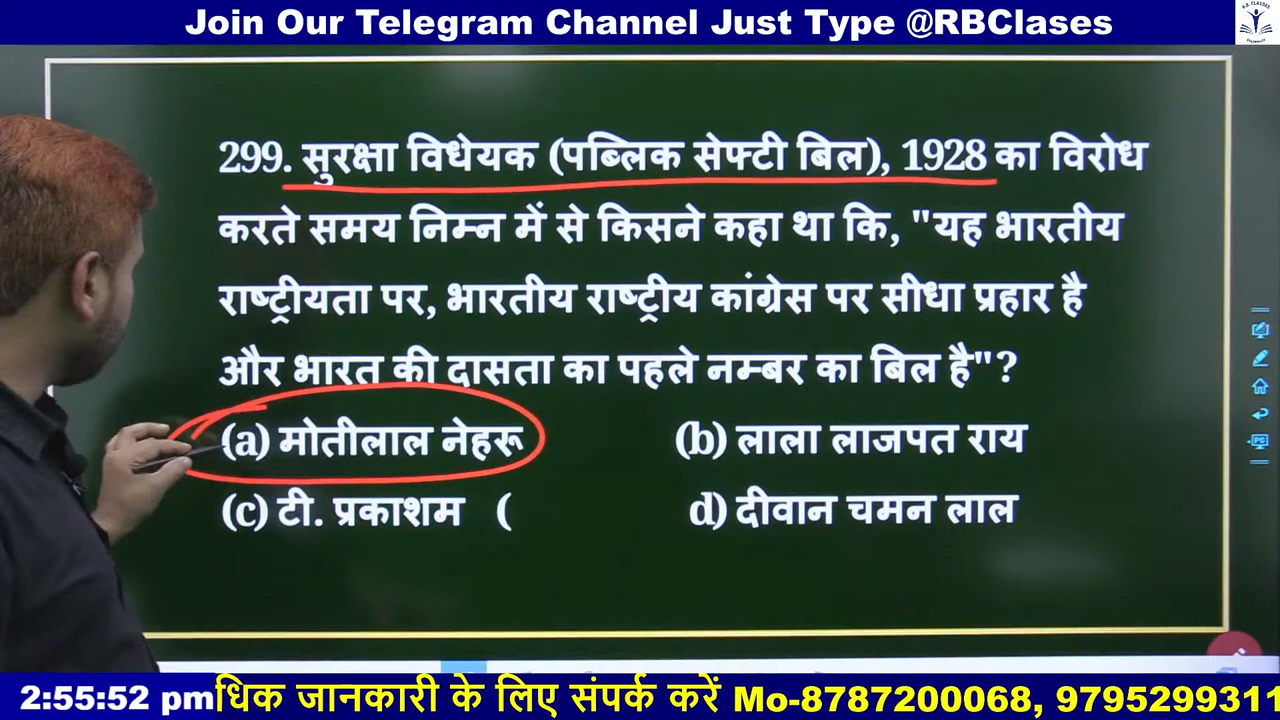 Join Our Telegram Channel Just Type @RBClases
299. सुरक्षा विधेयक (पब्लिक सेफ्टी बिल), 1928 का विरोध
करते समय निम्न में से किसने कहा था कि, "यह भारतीय
राष्ट्रीयता पर, भारतीय राष्ट्रीय कांग्रेस पर सीधा प्रहार है
और भारत की दासता का पहले नम्बर का बिल है"?
(a) मोतीलाल नेहरू (b) लाला लाजपत राय
(c) टी. प्रकाशम ( d) दीवान चमन लाल
2:55:52 pm धिक जानकारी के लिए संपर्क करें Mo-8787200068, 9795299311